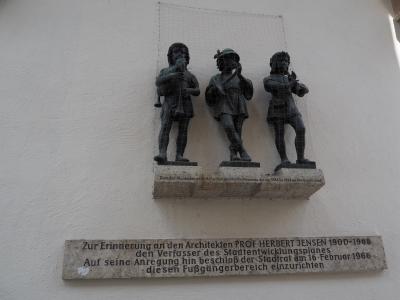 Zur Erinnerung an den Architekten PROF HERBERT JENSEN 1900-1968
den Verfasser des Stadtentwicklungsplanes
Auf seine Anregung hin beschloß der Stadtrat am 16·Februar 1966
diesen Fußgängerbereich einzurichten